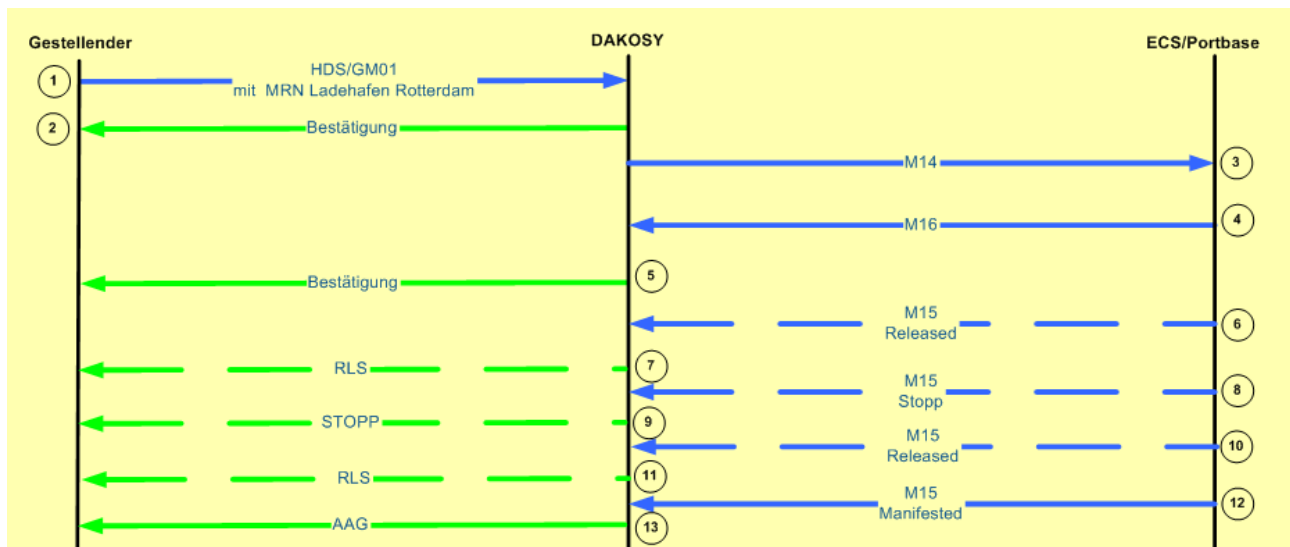 Gestellender
DAKOSY
ECS/Portbase
1
HDS/GM01
mit MRN Ladehafen Rotterdam
2
Bestätigung
M14
3
M16
4
Bestätigung
5
M15
Released
6
RLS
7
M15
Stopp
8
STOPP
9
M15
Released
10
RLS
11
M15
Manifested
12
AAG
13